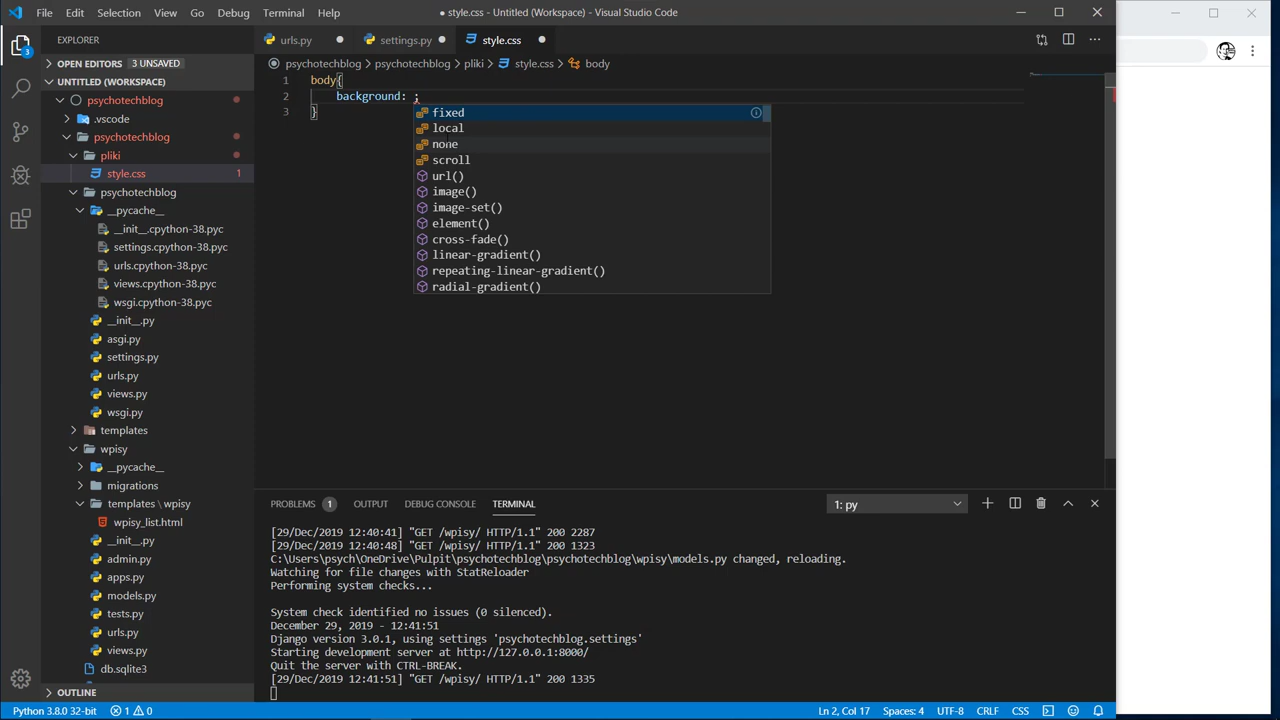 File Edit Selection View Go Debug Terminal Help
● style.css - Untitled (Workspace) - Visual Studio Code
EXPLORER
urls.py ● settings.py ● style.css ●
OPEN EDITORS 3 UNSAVED
psychotechblog > psychotechblog > pliki > style.css > body
UNTITLED (WORKSPACE)
psychotechblog
.vscode
psychotechblog
pliki
style.css 1
psychotechblog
__pycache__
__init__.cpython-38.pyc
settings.cpython-38.pyc
urls.cpython-38.pyc
views.cpython-38.pyc
wsgi.cpython-38.pyc
__init__.py
asgi.py
settings.py
urls.py
views.py
wsgi.py
templates
wpisy
__pycache__
migrations
templates \ wpisy
wpisy_list.html
__init__.py
admin.py
apps.py
models.py
tests.py
urls.py
views.py
db.sqlite3
OUTLINE
3
1 body{
2 background: ;
3 }
fixed
local
none
scroll
url()
image()
image-set()
element()
cross-fade()
linear-gradient()
repeating-linear-gradient()
radial-gradient()
PROBLEMS 1 OUTPUT DEBUG CONSOLE TERMINAL 1: py
[29/Dec/2019 12:40:41] "GET /wpisy/ HTTP/1.1" 200 2287
[29/Dec/2019 12:40:48] "GET /wpisy/ HTTP/1.1" 200 1323
C:\Users\psych\OneDrive\Pulpit\psychotechblog\psychotechblog\wpisy\models.py changed, reloading.
Watching for file changes with StatReloader
Performing system checks...
System check identified no issues (0 silenced).
December 29, 2019 - 12:41:51
Django version 3.0.1, using settings 'psychotechblog.settings'
Starting development server at http://127.0.0.1:8000/
Quit the server with CTRL-BREAK.
[29/Dec/2019 12:41:51] "GET /wpisy/ HTTP/1.1" 200 1335
Python 3.8.0 32-bit 1 0 Ln 2, Col 17 Spaces: 4 UTF-8 CRLF CSS